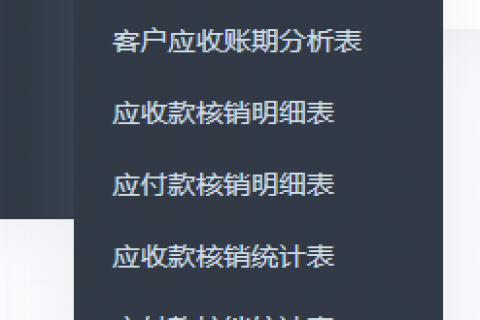 客户应收账期分析表
应收款核销明细表
应付款核销明细表
应收款核销统计表